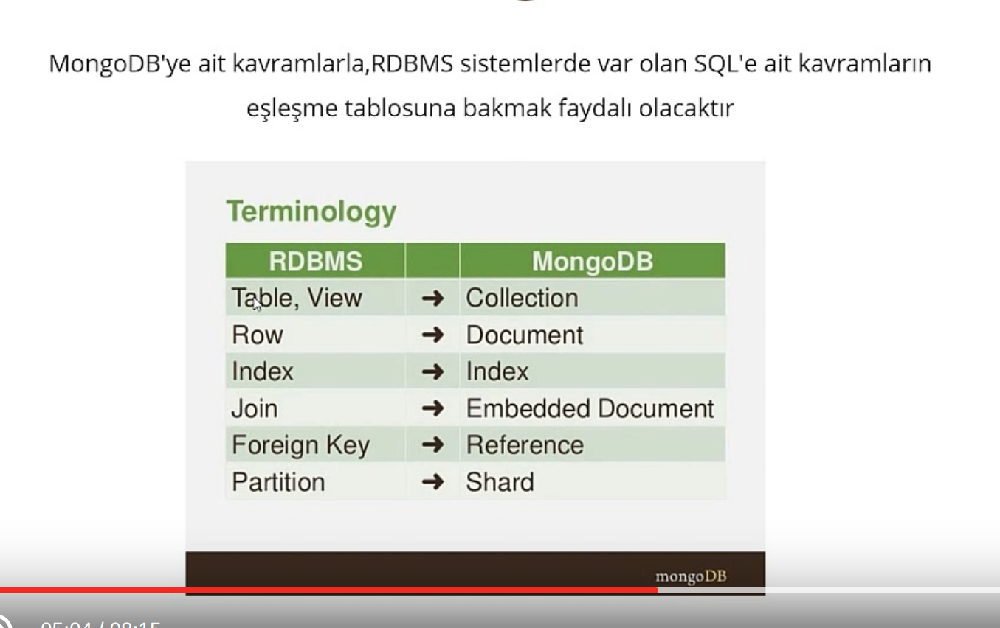 MongoDB'ye ait kavramlarla,RDBMS sistemlerde var olan SQL'e ait kavramların
eşleşme tablosuna bakmak faydalı olacaktır
Terminology
RDBMS MongoDB
Table, View → Collection
Row → Document
Index → Index
Join → Embedded Document
Foreign Key → Reference
Partition → Shard
mongoDB
05:04 / 08:15